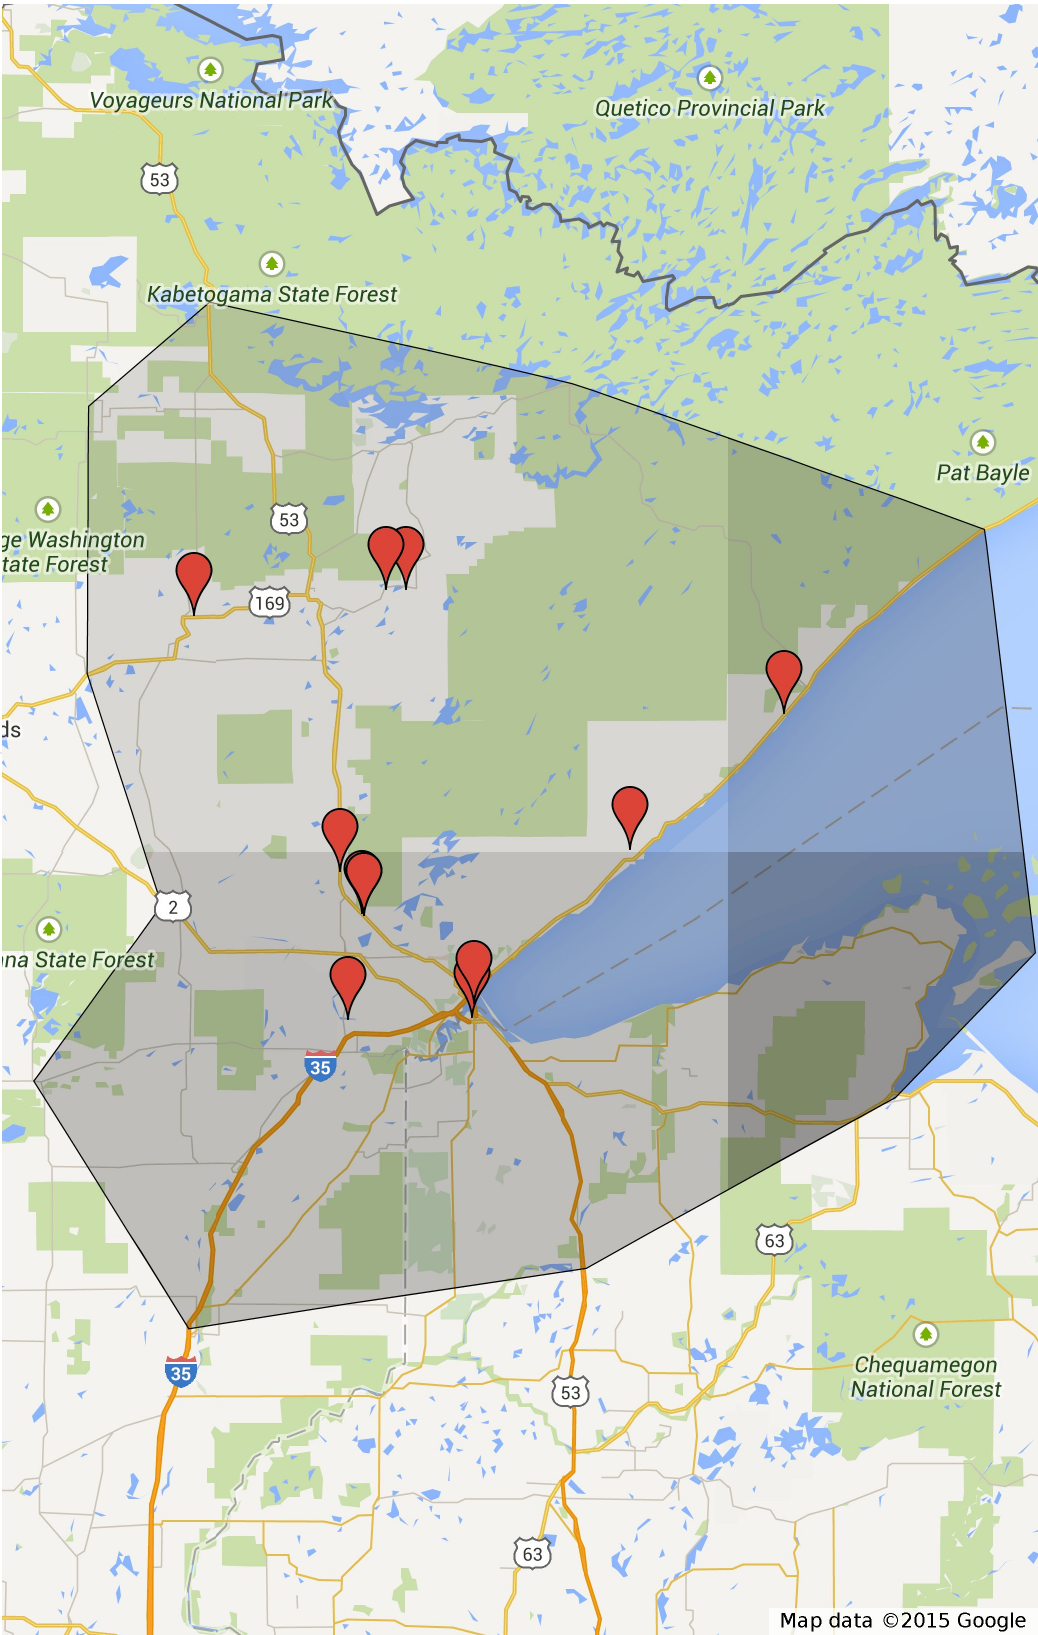 Voyageurs National Park
Quetico Provincial Park
53
Kabetogama State Forest
Pat Bayle
53
ge Washington
tate Forest
169
ds
2
na State Forest
35
63
Chequamegon
National Forest
35
53
63
Map data ©2015 Google